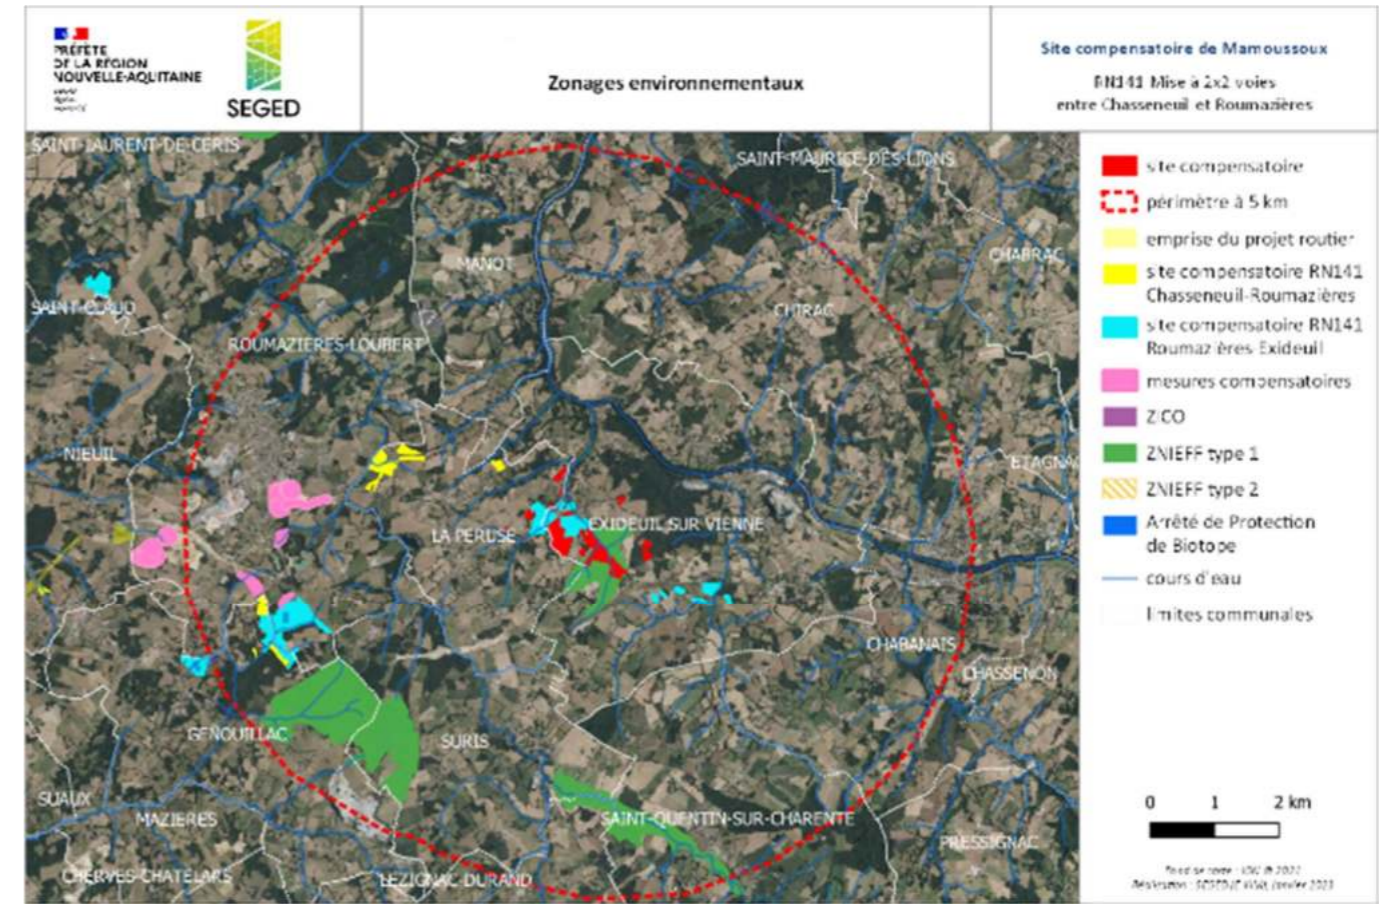 PRÉFÈTE
DE LA RÉGION
NOUVELLE-AQUITAINE
SEGED
Zonages environnementaux
Site compensatoire de Mamoussoux
RN141 Mise à 2x2 voies
entre Chasseneuil et Roumazières
SAINT-LAURENT-DE-CERIS
SAINT-MAURICE-DES-LIONS
MANOT
CHABRAC
SAINT-CLAUD
CHIRAC
ROUMAZIERES-LOUBERT
NIEUIL
ETAGNA
LA PERUSE
EXIDEUIL SUR VIENNE
CHABANAIS
CHASSENON
GENOUILLAC
SURIS
SUAUX
MAZIERES
SAINT-QUENTIN-SUR-CHARENTE
PRESSIGNAC
CHERVES-CHATELARS
LEZIGNAC-DURAND
site compensatoire
périmètre à 5 km
emprise du projet routier
site compensatoire RN141
Chasseneuil-Roumazières
site compensatoire RN141
Roumazières-Exideuil
mesures compensatoires
ZICO
ZNIEFF type 1
ZNIEFF type 2
Arrêté de Protection
de Biotope
cours d'eau
limites communales
0 1 2 km